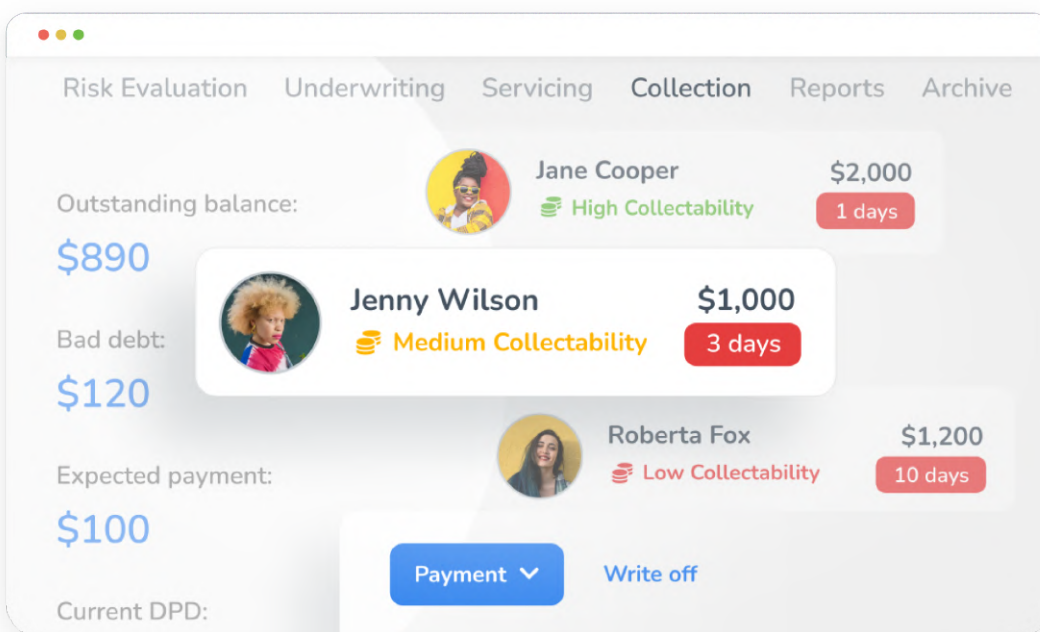 Risk Evaluation Underwriting Servicing Collection Reports Archive
Outstanding balance:
$890
Bad debt:
$120
Expected payment:
$100
Current DPD:
Jane Cooper $2,000
High Collectability 1 days
Jenny Wilson $1,000
Medium Collectability 3 days
Roberta Fox $1,200
Low Collectability 10 days
Payment Write off